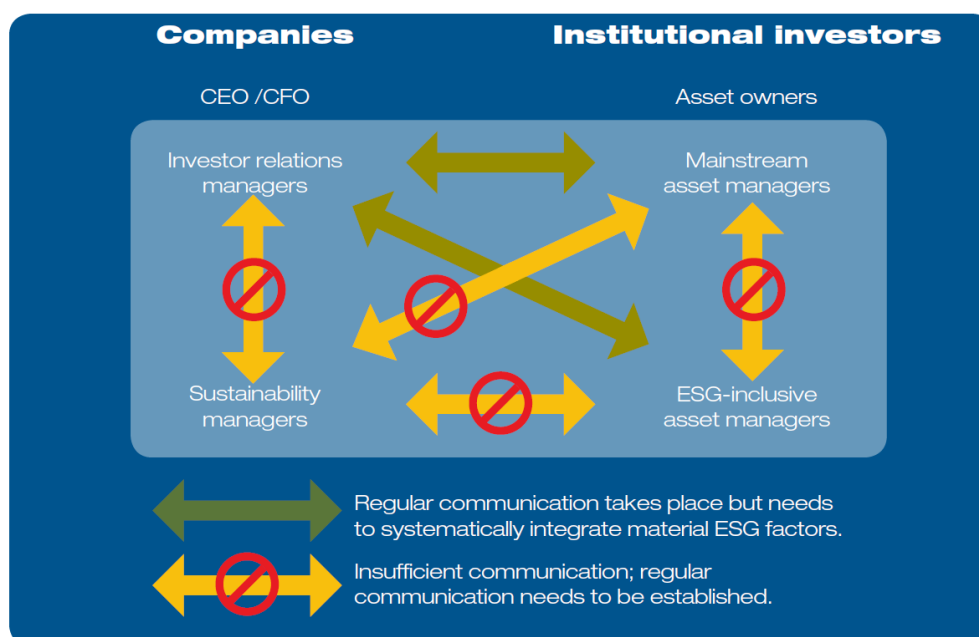 Companies
Institutional investors
CEO /CFO
Asset owners
Investor relations
managers
Mainstream
asset managers
Sustainability
managers
ESG-inclusive
asset managers
Regular communication takes place but needs
to systematically integrate material ESG factors.
Insufficient communication; regular
communication needs to be established.